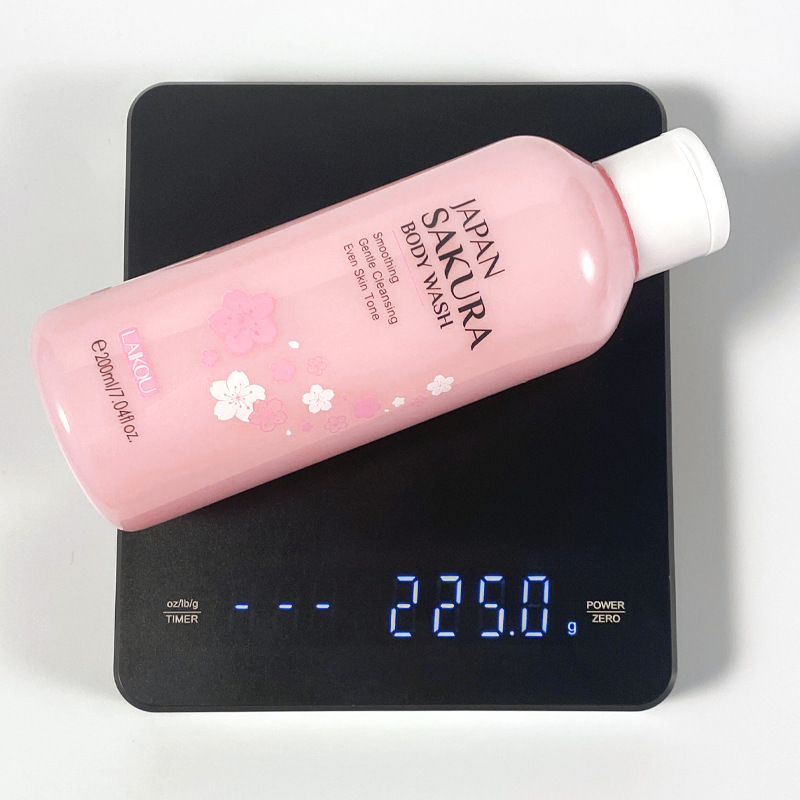 JAPAN
SAKURA
BODY WASH
Smoothing
Gentle Cleansing
Even Skin Tone
LAIKOU
℮200ml/7.04fl oz.
oz/lb/g
TIMER
- - -
225.0 g
POWER
ZERO